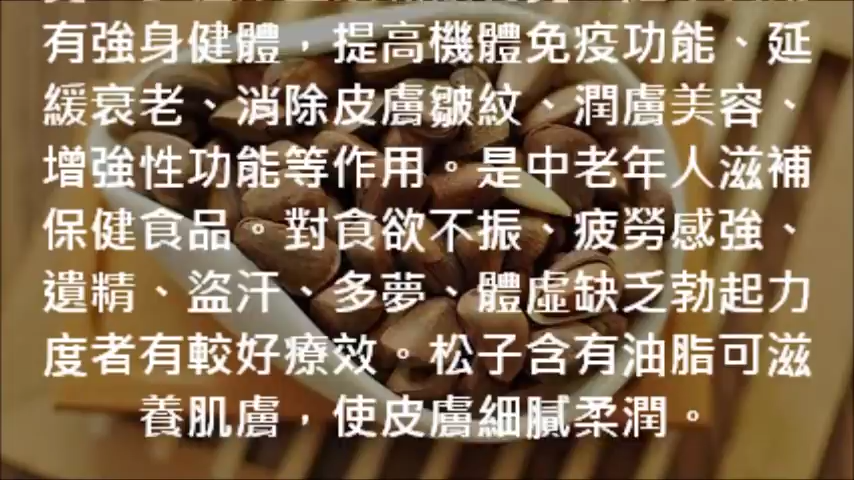 有強身健體，提高機體免疫功能、延
緩衰老、消除皮膚皺紋、潤膚美容、
增強性功能等作用。是中老年人滋補
保健食品。對食欲不振、疲勞感強、
遺精、盜汗、多夢、體虛缺乏勃起力
度者有較好療效。松子含有油脂可滋
養肌膚，使皮膚細膩柔潤。